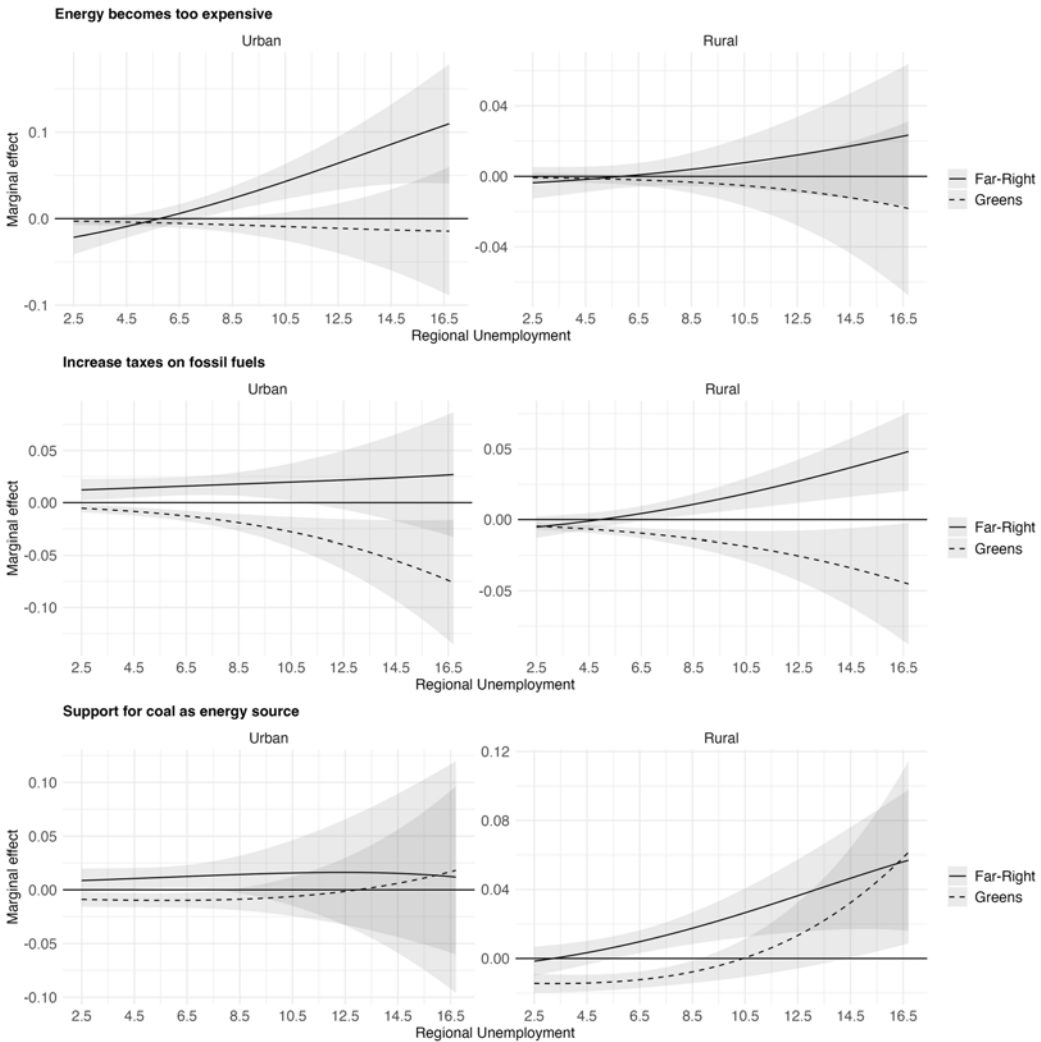 Energy becomes too expensive
Urban
Rural
Marginal effect
0.1
0.0
-0.1
0.04
0.00
-0.04
2.5 4.5 6.5 8.5 10.5 12.5 14.5 16.5
2.5 4.5 6.5 8.5 10.5 12.5 14.5 16.5
Regional Unemployment
Far-Right
Greens
Increase taxes on fossil fuels
Urban
Rural
Marginal effect
0.05
0.00
-0.05
-0.10
0.05
0.00
-0.05
2.5 4.5 6.5 8.5 10.5 12.5 14.5 16.5
2.5 4.5 6.5 8.5 10.5 12.5 14.5 16.5
Regional Unemployment
Far-Right
Greens
Support for coal as energy source
Urban
Rural
Marginal effect
0.10
0.05
0.00
-0.05
-0.10
0.12
0.08
0.04
0.00
2.5 4.5 6.5 8.5 10.5 12.5 14.5 16.5
2.5 4.5 6.5 8.5 10.5 12.5 14.5 16.5
Regional Unemployment
Far-Right
Greens